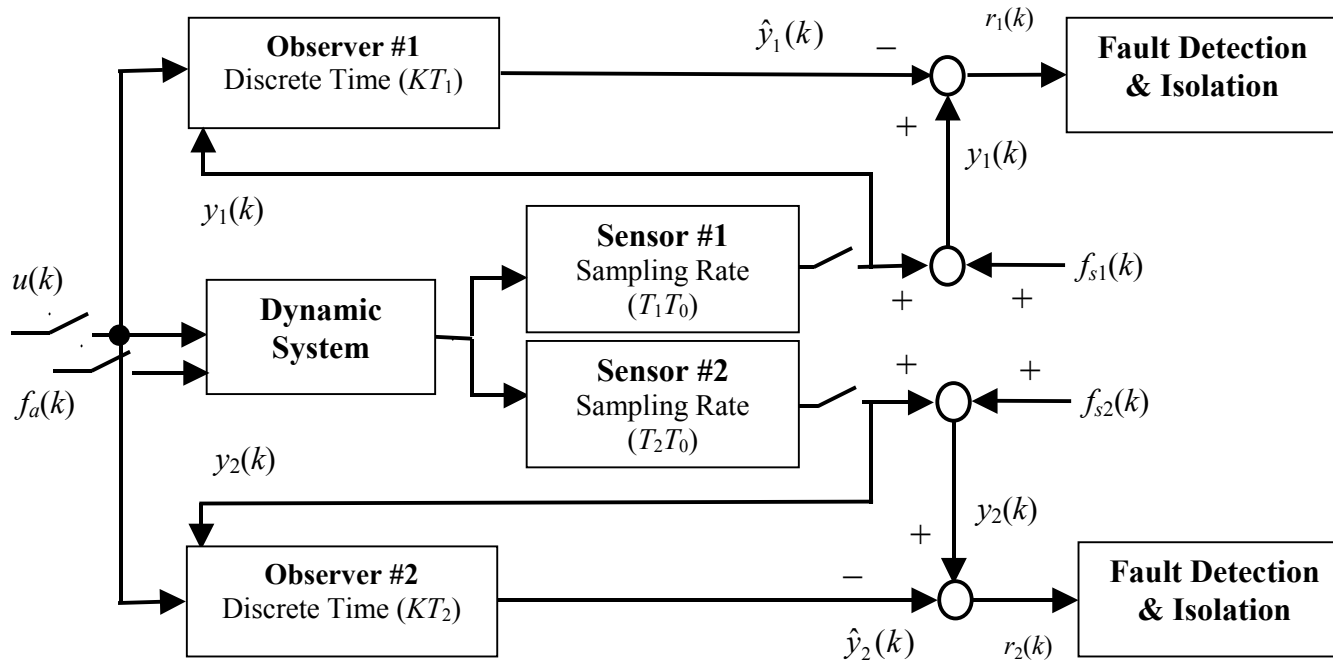 Observer #1
Discrete Time (KT₁)
ŷ₁(k)
−
r₁(k)
Fault Detection
& Isolation
+
y₁(k)
y₁(k)
Sensor #1
Sampling Rate
(T₁T₀)
+
+
fₛ₁(k)
u(k)
Dynamic
System
fₐ(k)
Sensor #2
Sampling Rate
(T₂T₀)
+
+
fₛ₂(k)
y₂(k)
y₂(k)
+
Observer #2
Discrete Time (KT₂)
−
ŷ₂(k)
r₂(k)
Fault Detection
& Isolation